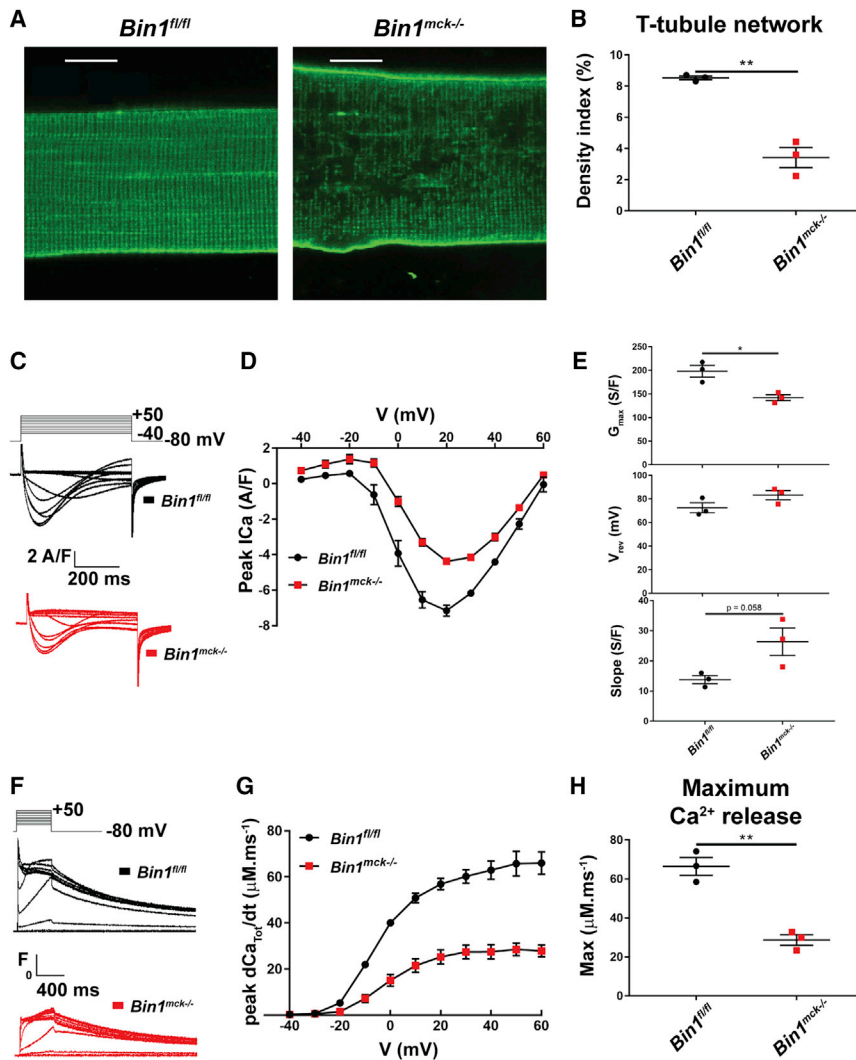 A
Bin1fl/fl
Bin1mck-/-
B
T-tubule network
Density index (%)
10
8
6
4
2
0
**
Bin1fl/fl
Bin1mck-/-
C
+50
-40
-80 mV
Bin1fl/fl
2 A/F
200 ms
Bin1mck-/-
D
V (mV)
-40 -20 0 20 40 60
Peak ICa (A/F)
2
0
-2
-4
-6
-8
Bin1fl/fl
Bin1mck-/-
E
*
Gmax (S/F)
250
200
150
100
50
0
Vrev (mV)
100
80
60
40
20
0
p = 0.058
Slope (S/F)
40
30
20
10
0
Bin1fl/fl
Bin1mck-/-
F
+50
-80 mV
Bin1fl/fl
F
0
400 ms
Bin1mck-/-
G
peak dCaTot/dt (μM.ms-1)
80
60
40
20
Bin1fl/fl
Bin1mck-/-
-40 -20 0 20 40 60
V (mV)
H
Maximum
Ca2+ release
Max (μM.ms-1)
80
60
40
20
0
**
Bin1fl/fl
Bin1mck-/-